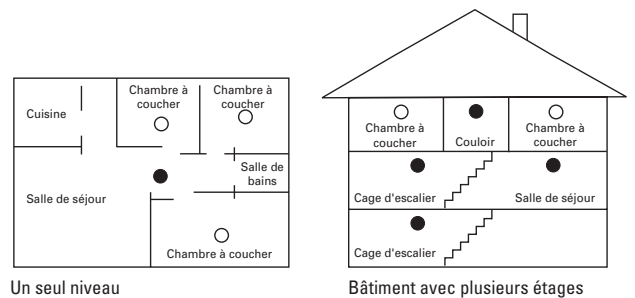 Cuisine
Chambre à
coucher
Chambre à
coucher
Salle de
bains
Salle de séjour
Chambre à coucher
Un seul niveau
Chambre à
coucher
Couloir
Chambre à
coucher
Cage d'escalier
Salle de séjour
Cage d'escalier
Bâtiment avec plusieurs étages